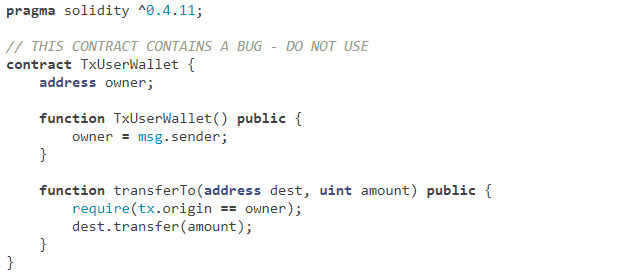 pragma solidity ^0.4.11;
// THIS CONTRACT CONTAINS A BUG - DO NOT USE
contract TxUserWallet {
    address owner;
    function TxUserWallet() public {
        owner = msg.sender;
    }
    function transferTo(address dest, uint amount) public {
        require(tx.origin == owner);
        dest.transfer(amount);
    }
}